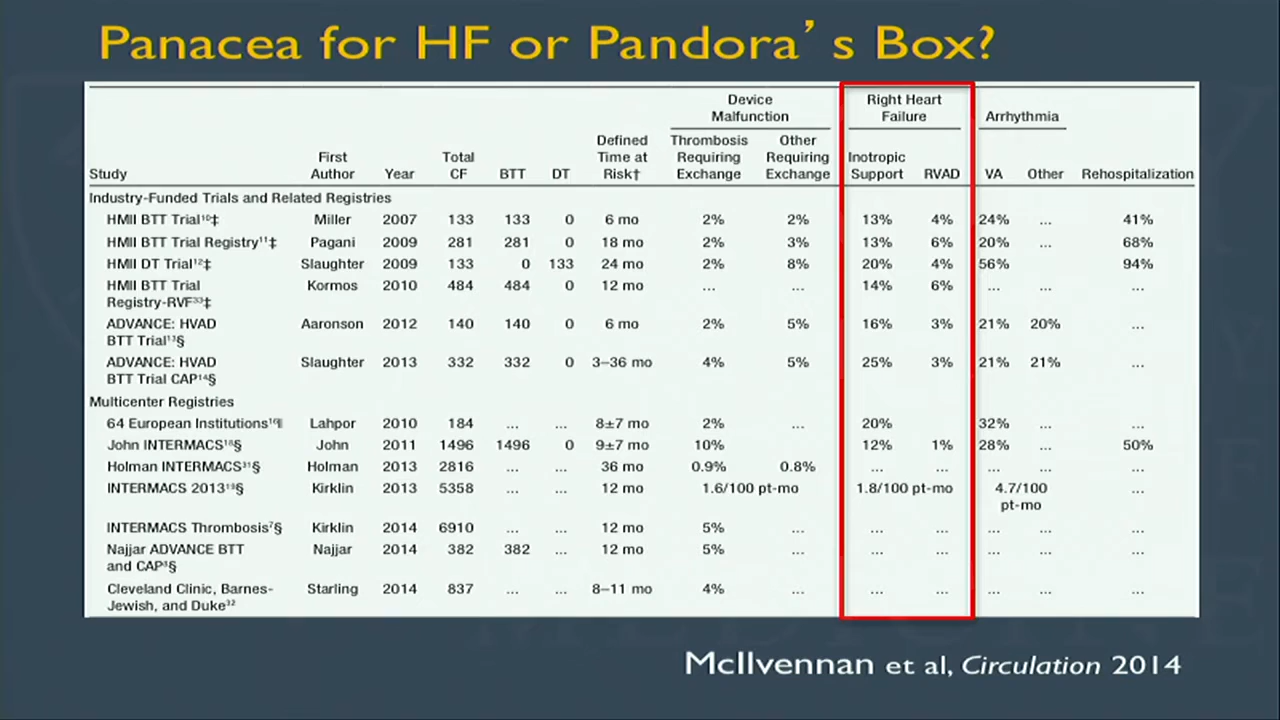 Panacea for HF or Pandora's Box?
Device Malfunction Right Heart Failure Arrhythmia
Study First Author Year Total CF BTT DT Defined Time at Risk† Thrombosis Requiring Exchange Other Requiring Exchange Inotropic Support RVAD VA Other Rehospitalization
Industry-Funded Trials and Related Registries
HMII BTT Trial¹⁰‡ Miller 2007 133 133 0 6 mo 2% 2% 13% 4% 24% ... 41%
HMII BTT Trial Registry¹¹‡ Pagani 2009 281 281 0 18 mo 2% 3% 13% 6% 20% ... 68%
HMII DT Trial¹²‡ Slaughter 2009 133 0 133 24 mo 2% 8% 20% 4% 56% 94%
HMII BTT Trial Kormos 2010 484 484 0 12 mo ... ... 14% 6% ... ... ...
Registry-RVF³³‡
ADVANCE: HVAD Aaronson 2012 140 140 0 6 mo 2% 5% 16% 3% 21% 20% ...
BTT Trial¹³§
ADVANCE: HVAD Slaughter 2013 332 332 0 3–36 mo 4% 5% 25% 3% 21% 21% ...
BTT Trial CAP¹⁴§
Multicenter Registries
64 European Institutions¹⁶¶ Lahpor 2010 184 ... ... 8±7 mo 2% ... 20% 32% ...
John INTERMACS¹⁸§ John 2011 1496 1496 0 9±7 mo 10% 12% 1% 28% ... 50%
Holman INTERMACS³¹§ Holman 2013 2816 ... ... 36 mo 0.9% 0.8% ... ... ... ... ...
INTERMACS 2013¹⁹§ Kirklin 2013 5358 ... ... 12 mo 1.6/100 pt-mo 1.8/100 pt-mo 4.7/100 ...
pt-mo
INTERMACS Thrombosis⁷§ Kirklin 2014 6910 ... ... 12 mo 5% ... ... ... ... ... ...
Najjar ADVANCE BTT Najjar 2014 382 382 ... 12 mo 5% ... ... ... ... ... ...
and CAP⁸§
Cleveland Clinic, Barnes- Starling 2014 837 ... ... 8–11 mo 4% ... ... ... ... ... ...
Jewish, and Duke³²
McIlvennan et al, Circulation 2014